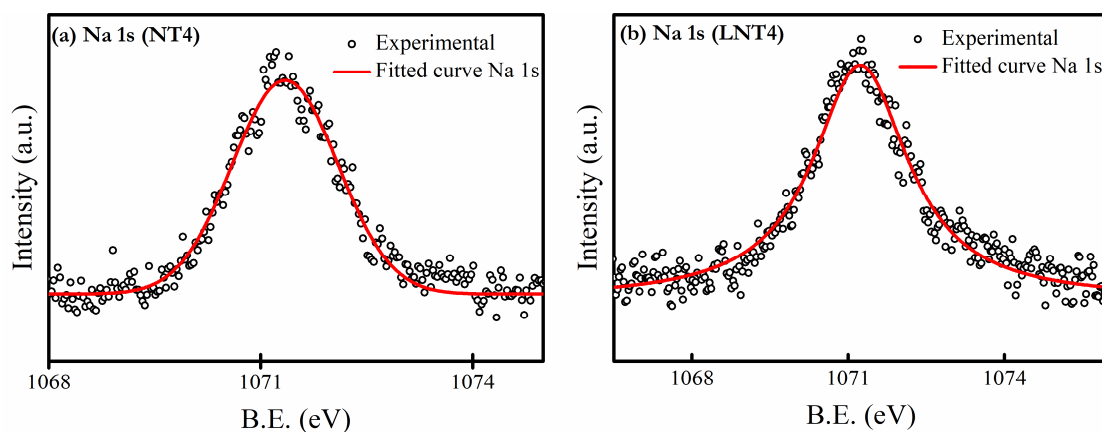 (a) Na 1s (NT4)
Experimental
Fitted curve Na 1s
Intensity (a.u.)
1068
1071
1074
B.E. (eV)
(b) Na 1s (LNT4)
Experimental
Fitted curve Na 1s
Intensity (a.u.)
1068
1071
1074
B.E. (eV)